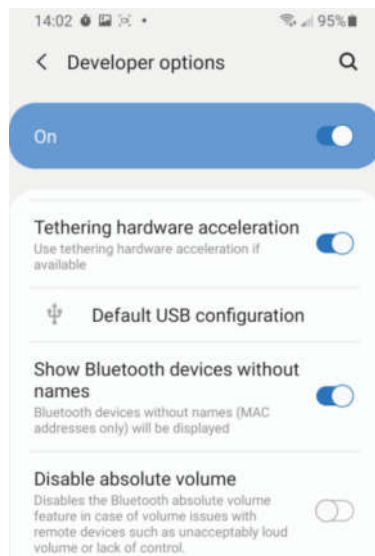 14:02 95%
Developer options
On
Tethering hardware acceleration
Use tethering hardware acceleration if
available
Default USB configuration
Show Bluetooth devices without
names
Bluetooth devices without names (MAC
addresses only) will be displayed
Disable absolute volume
Disables the Bluetooth absolute volume
feature in case of volume issues with
remote devices such as unacceptably loud
volume or lack of control.